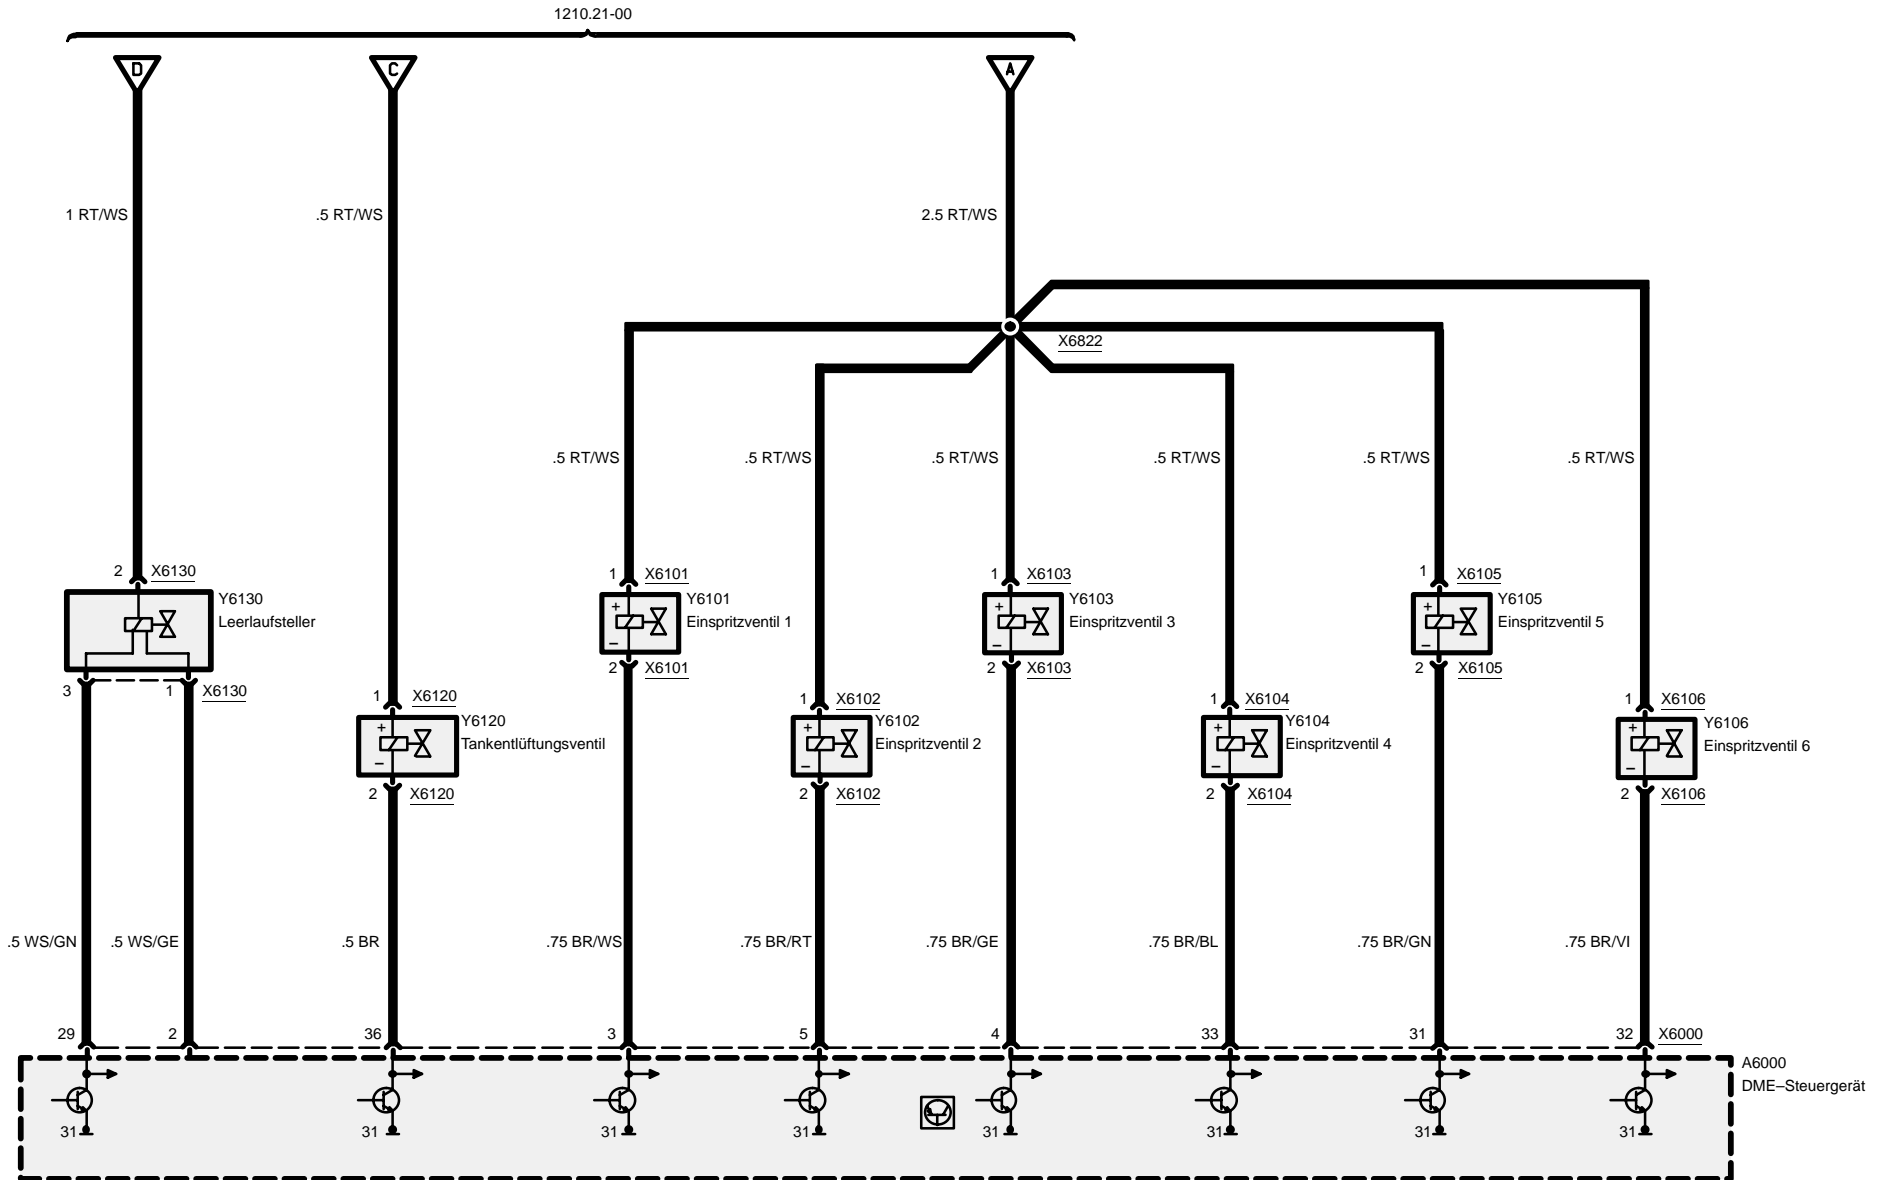 1210.21-00
D
C
A
1 RT/WS
.5 RT/WS
2.5 RT/WS
X6822
.5 RT/WS
.5 RT/WS
.5 RT/WS
.5 RT/WS
.5 RT/WS
.5 RT/WS
2 X6130
Y6130
Leerlaufsteller
3
1 X6130
1 X6101
+
–
Y6101
Einspritzventil 1
2 X6101
1 X6103
+
–
Y6103
Einspritzventil 3
2 X6103
1 X6105
+
–
Y6105
Einspritzventil 5
2 X6105
1 X6120
+
–
Y6120
Tankentlüftungsventil
2 X6120
1 X6102
+
–
Y6102
Einspritzventil 2
2 X6102
1 X6104
+
–
Y6104
Einspritzventil 4
2 X6104
1 X6106
+
–
Y6106
Einspritzventil 6
2 X6106
.5 WS/GN
.5 WS/GE
.5 BR
.75 BR/WS
.75 BR/RT
.75 BR/GE
.75 BR/BL
.75 BR/GN
.75 BR/VI
29
2
36
3
5
4
33
31
32
X6000
A6000
DME–Steuergerät
31
31
31
31
31
31
31
31